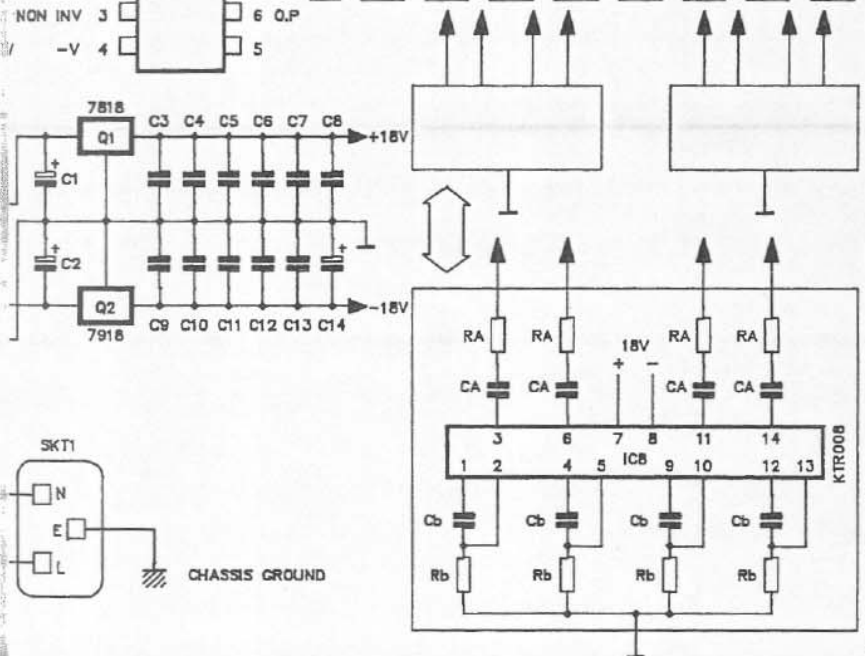 NON INV 3
6 O.P
-V 4
5
7818
Q1
C3 C4 C5 C6 C7 C8
+18V
C1
C2
Q2
7918
C9 C10 C11 C12 C13 C14
-18V
SKT1
N
E
L
CHASSIS GROUND
RA RA RA RA
18V
+ −
CA CA CA CA
3 6 7 8 11 14
IC8
1 2 4 5 9 10 12 13
KTR008
Cb Cb Cb Cb
Rb Rb Rb Rb